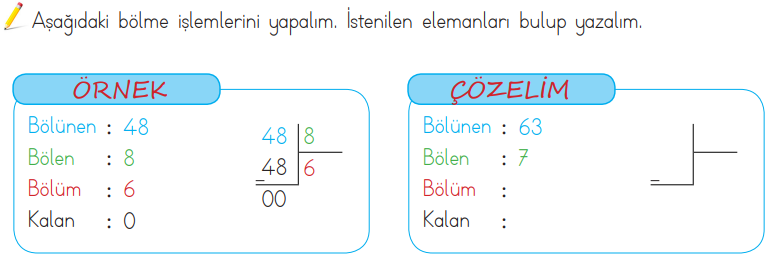 Aşağıdaki bölme işlemlerini yapalım. İstenilen elemanları bulup yazalım.
ÖRNEK
Bölünen : 48
Bölen : 8
Bölüm : 6
Kalan : 0
48 8
- 48 6
00
ÇÖZELİM
Bölünen : 63
Bölen : 7
Bölüm :
Kalan :
-